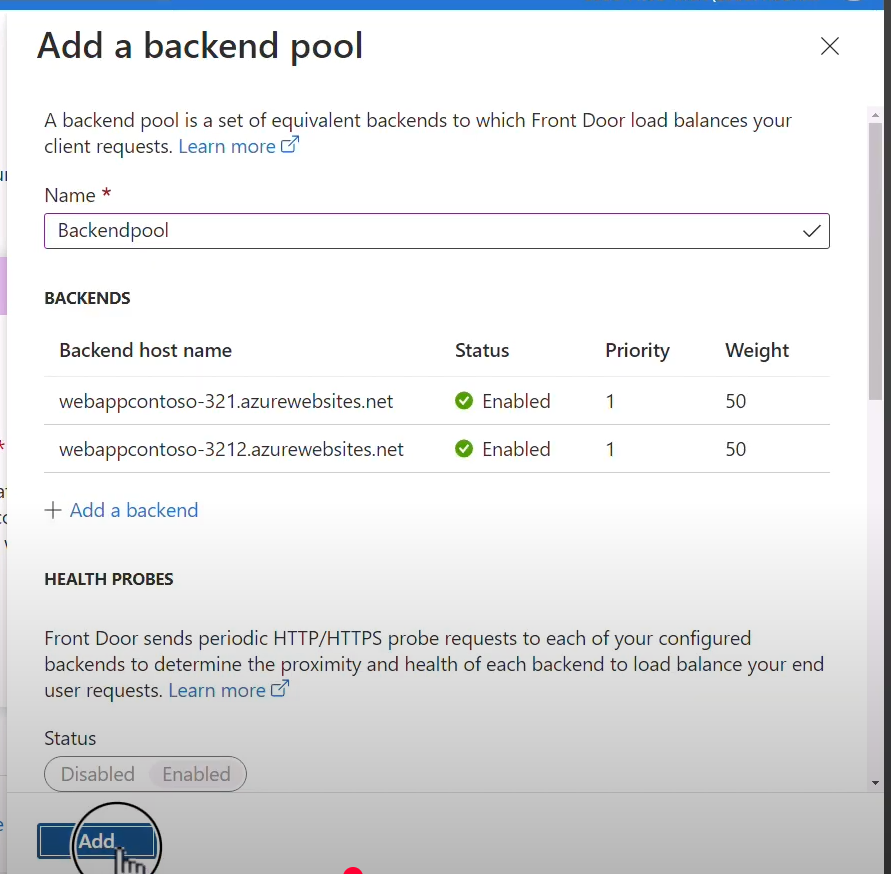 Add a backend pool
A backend pool is a set of equivalent backends to which Front Door load balances your
client requests. Learn more
Name *
Backendpool
BACKENDS
Backend host name Status Priority Weight
webappcontoso-321.azurewebsites.net Enabled 1 50
webappcontoso-3212.azurewebsites.net Enabled 1 50
+ Add a backend
HEALTH PROBES
Front Door sends periodic HTTP/HTTPS probe requests to each of your configured
backends to determine the proximity and health of each backend to load balance your end
user requests. Learn more
Status
Disabled Enabled
Add